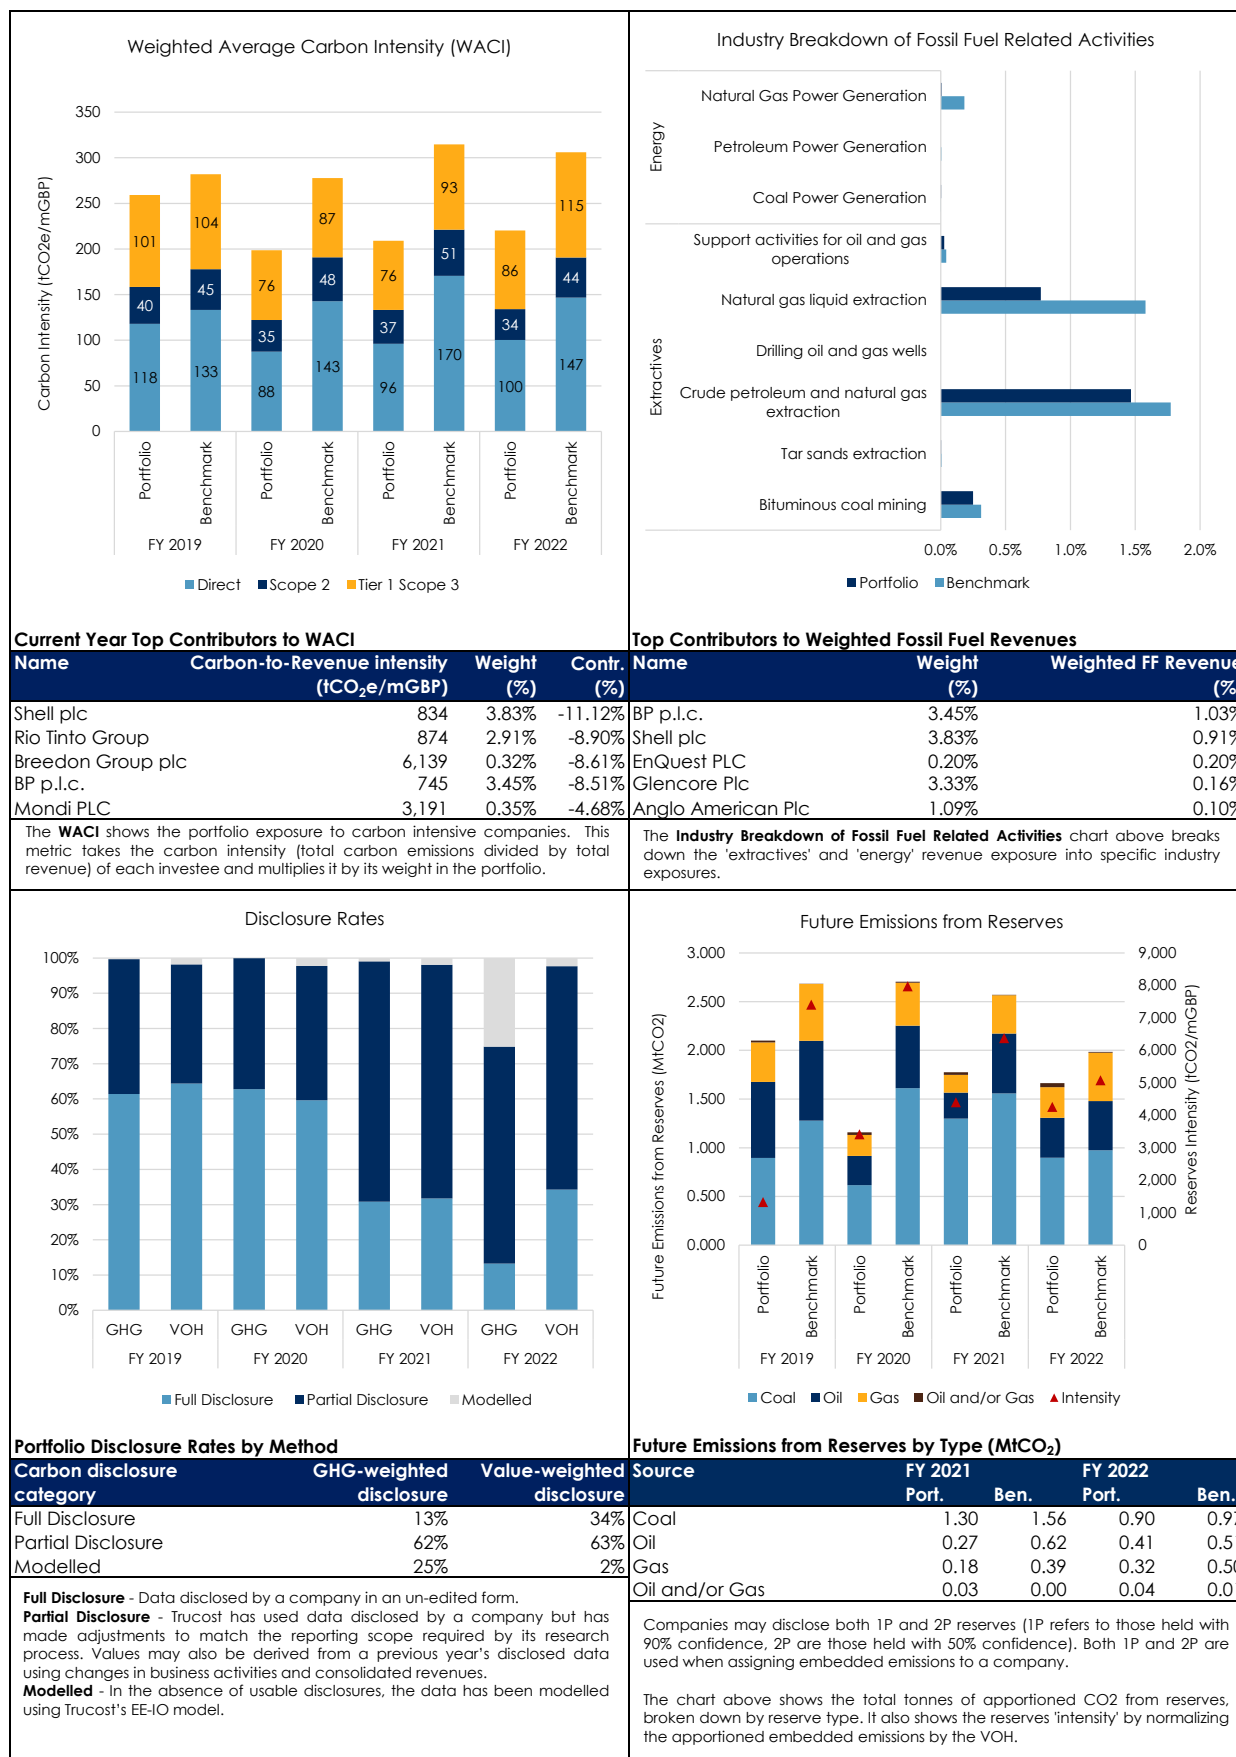 Weighted Average Carbon Intensity (WACI)
Carbon Intensity (tCO2e/mGBP)
350
300
250
200
150
100
50
0
101
40
118
104
45
133
76
35
88
87
48
143
76
37
96
93
51
170
86
34
100
115
44
147
Portfolio
Benchmark
Portfolio
Benchmark
Portfolio
Benchmark
Portfolio
Benchmark
FY 2019
FY 2020
FY 2021
FY 2022
Direct
Scope 2
Tier 1 Scope 3
Industry Breakdown of Fossil Fuel Related Activities
Energy
Natural Gas Power Generation
Petroleum Power Generation
Coal Power Generation
Extractives
Support activities for oil and gas
operations
Natural gas liquid extraction
Drilling oil and gas wells
Crude petroleum and natural gas
extraction
Tar sands extraction
Bituminous coal mining
0.0% 0.5% 1.0% 1.5% 2.0%
Portfolio
Benchmark
Current Year Top Contributors to WACI
Name Carbon-to-Revenue intensity Weight Contr.
(tCO2e/mGBP) (%) (%)
Shell plc 834 3.83% -11.12%
Rio Tinto Group 874 2.91% -8.90%
Breedon Group plc 6,139 0.32% -8.61%
BP p.l.c. 745 3.45% -8.51%
Mondi PLC 3,191 0.35% -4.68%
The WACI shows the portfolio exposure to carbon intensive companies. This
metric takes the carbon intensity (total carbon emissions divided by total
revenue) of each investee and multiplies it by its weight in the portfolio.
Top Contributors to Weighted Fossil Fuel Revenues
Name Weight Weighted FF Revenue
(%) (%
BP p.l.c. 3.45% 1.03%
Shell plc 3.83% 0.91%
EnQuest PLC 0.20% 0.20%
Glencore Plc 3.33% 0.16%
Anglo American Plc 1.09% 0.10%
The Industry Breakdown of Fossil Fuel Related Activities chart above breaks
down the 'extractives' and 'energy' revenue exposure into specific industry
exposures.
Disclosure Rates
100%
90%
80%
70%
60%
50%
40%
30%
20%
10%
0%
GHG VOH GHG VOH GHG VOH GHG VOH
FY 2019 FY 2020 FY 2021 FY 2022
Full Disclosure
Partial Disclosure
Modelled
Future Emissions from Reserves
Future Emissions from Reserves (MtCO2)
3.000
2.500
2.000
1.500
1.000
0.500
0.000
9,000
8,000
7,000
6,000
5,000
4,000
3,000
2,000
1,000
0
Reserves Intensity (tCO2/mGBP)
Portfolio
Benchmark
Portfolio
Benchmark
Portfolio
Benchmark
Portfolio
Benchmark
FY 2019
FY 2020
FY 2021
FY 2022
Coal
Oil
Gas
Oil and/or Gas
Intensity
Portfolio Disclosure Rates by Method
Carbon disclosure GHG-weighted Value-weighted
category disclosure disclosure
Full Disclosure 13% 34%
Partial Disclosure 62% 63%
Modelled 25% 2%
Full Disclosure - Data disclosed by a company in an un-edited form.
Partial Disclosure - Trucost has used data disclosed by a company but has
made adjustments to match the reporting scope required by its research
process. Values may also be derived from a previous year's disclosed data
using changes in business activities and consolidated revenues.
Modelled - In the absence of usable disclosures, the data has been modelled
using Trucost's EE-IO model.
Future Emissions from Reserves by Type (MtCO2)
Source FY 2021 FY 2022
Port. Ben. Port. Ben.
Coal 1.30 1.56 0.90 0.97
Oil 0.27 0.62 0.41 0.5
Gas 0.18 0.39 0.32 0.50
Oil and/or Gas 0.03 0.00 0.04 0.0
Companies may disclose both 1P and 2P reserves (1P refers to those held with
90% confidence, 2P are those held with 50% confidence). Both 1P and 2P are
used when assigning embedded emissions to a company.
The chart above shows the total tonnes of apportioned CO2 from reserves,
broken down by reserve type. It also shows the reserves 'intensity' by normalizing
the apportioned embedded emissions by the VOH.